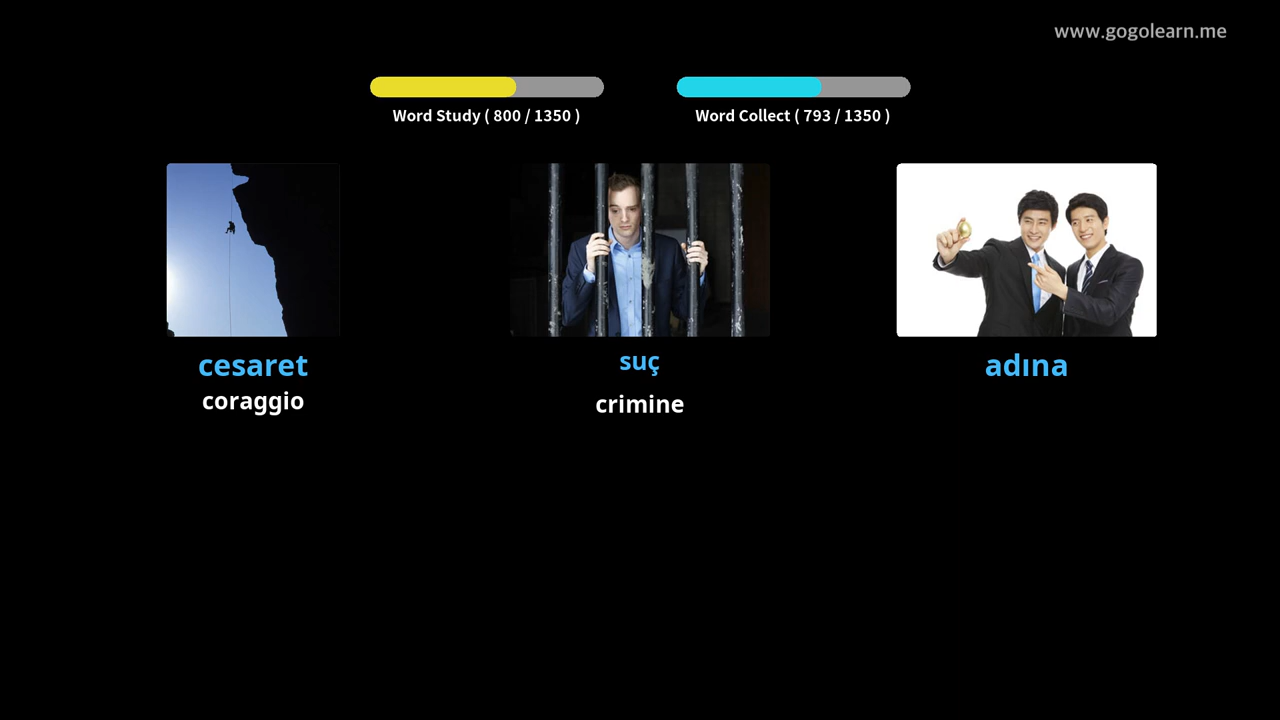 www.gogolearn.me
Word Study ( 800 / 1350 )
Word Collect ( 793 / 1350 )
cesaret
coraggio
suç
crimine
adına